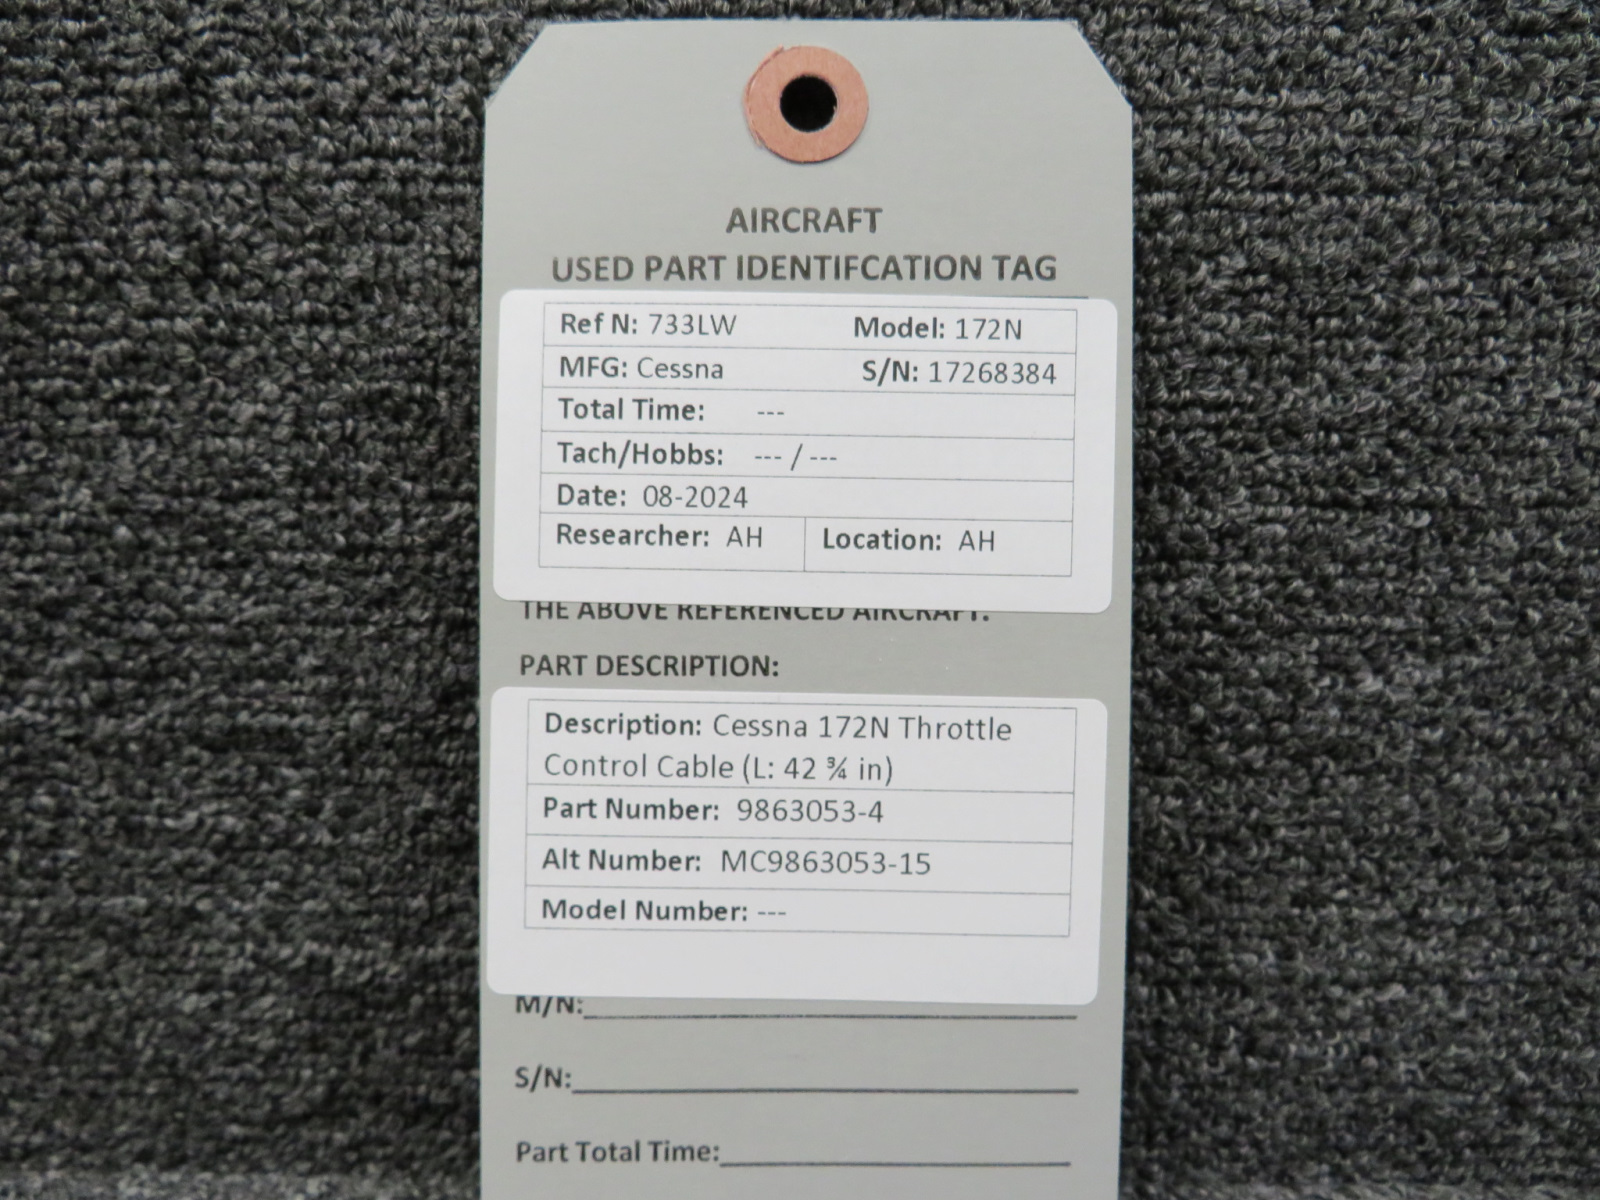 AIRCRAFT
USED PART IDENTIFCATION TAG
Ref N: 733LW Model: 172N
MFG: Cessna S/N: 17268384
Total Time: ---
Tach/Hobbs: --- / ---
Date: 08-2024
Researcher: AH Location: AH
THE ABOVE REFERENCED AIRCRAFT.
PART DESCRIPTION:
Description: Cessna 172N Throttle
Control Cable (L: 42 ¾ in)
Part Number: 9863053-4
Alt Number: MC9863053-15
Model Number: ---
M/N:
S/N:
Part Total Time: